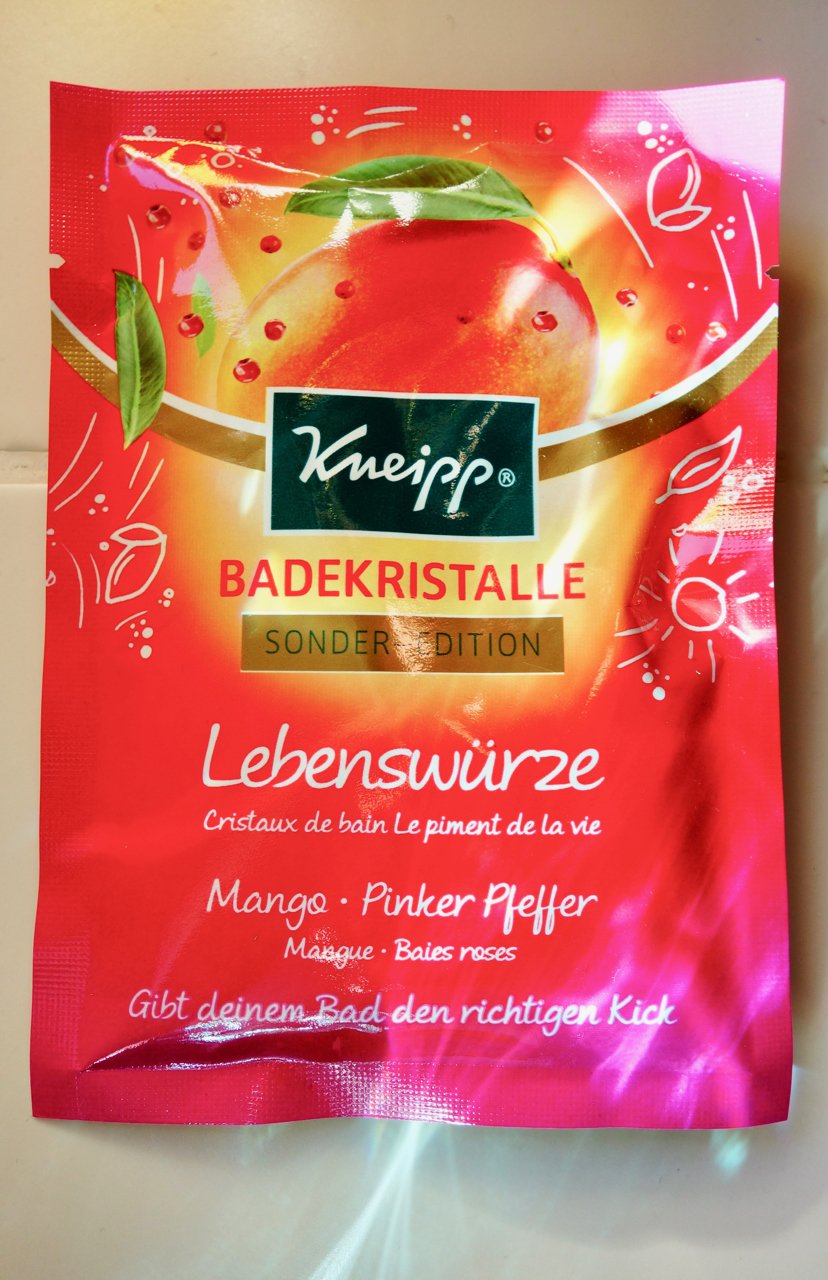 Kneipp®
BADEKRISTALLE
SONDER-EDITION
Lebenswürze
Cristaux de bain Le piment de la vie
Mango · Pinker Pfeffer
Mangue · Baies roses
Gibt deinem Bad den richtigen Kick